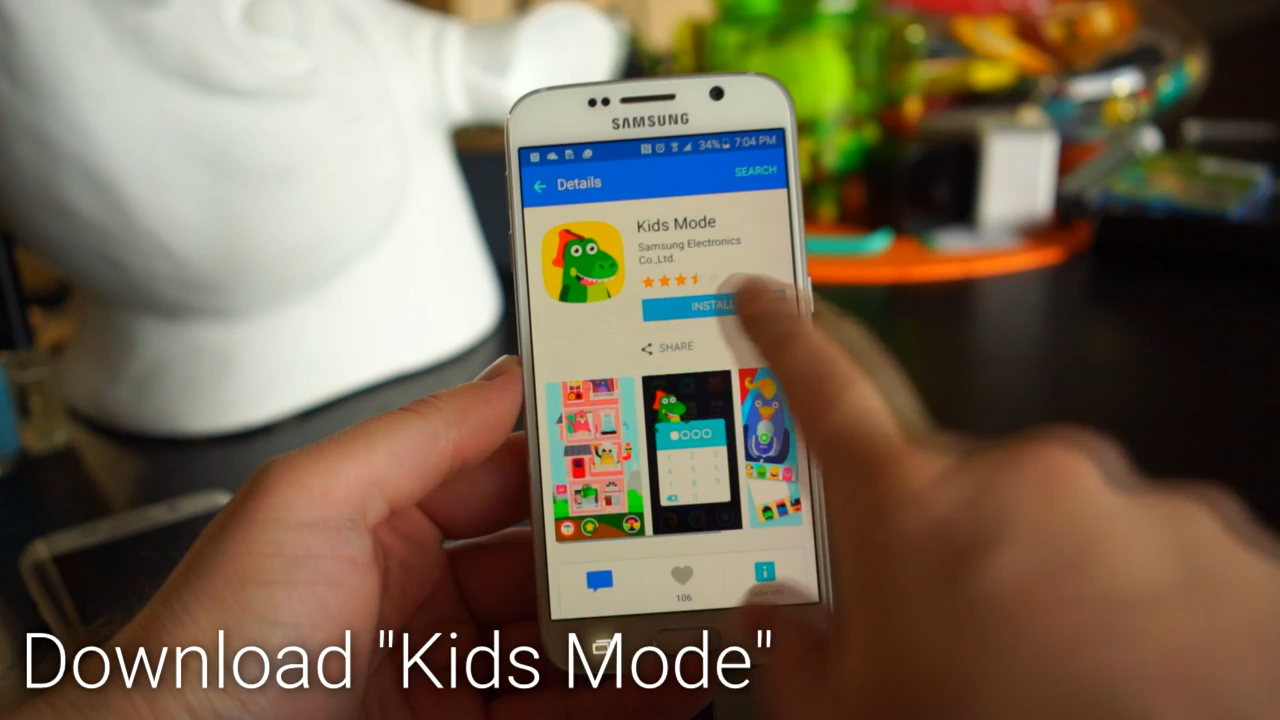 SAMSUNG
34% 7:04 PM
Details
SEARCH
Kids Mode
Samsung Electronics
Co.,Ltd.
INSTALL
SHARE
106
Download "Kids Mode"